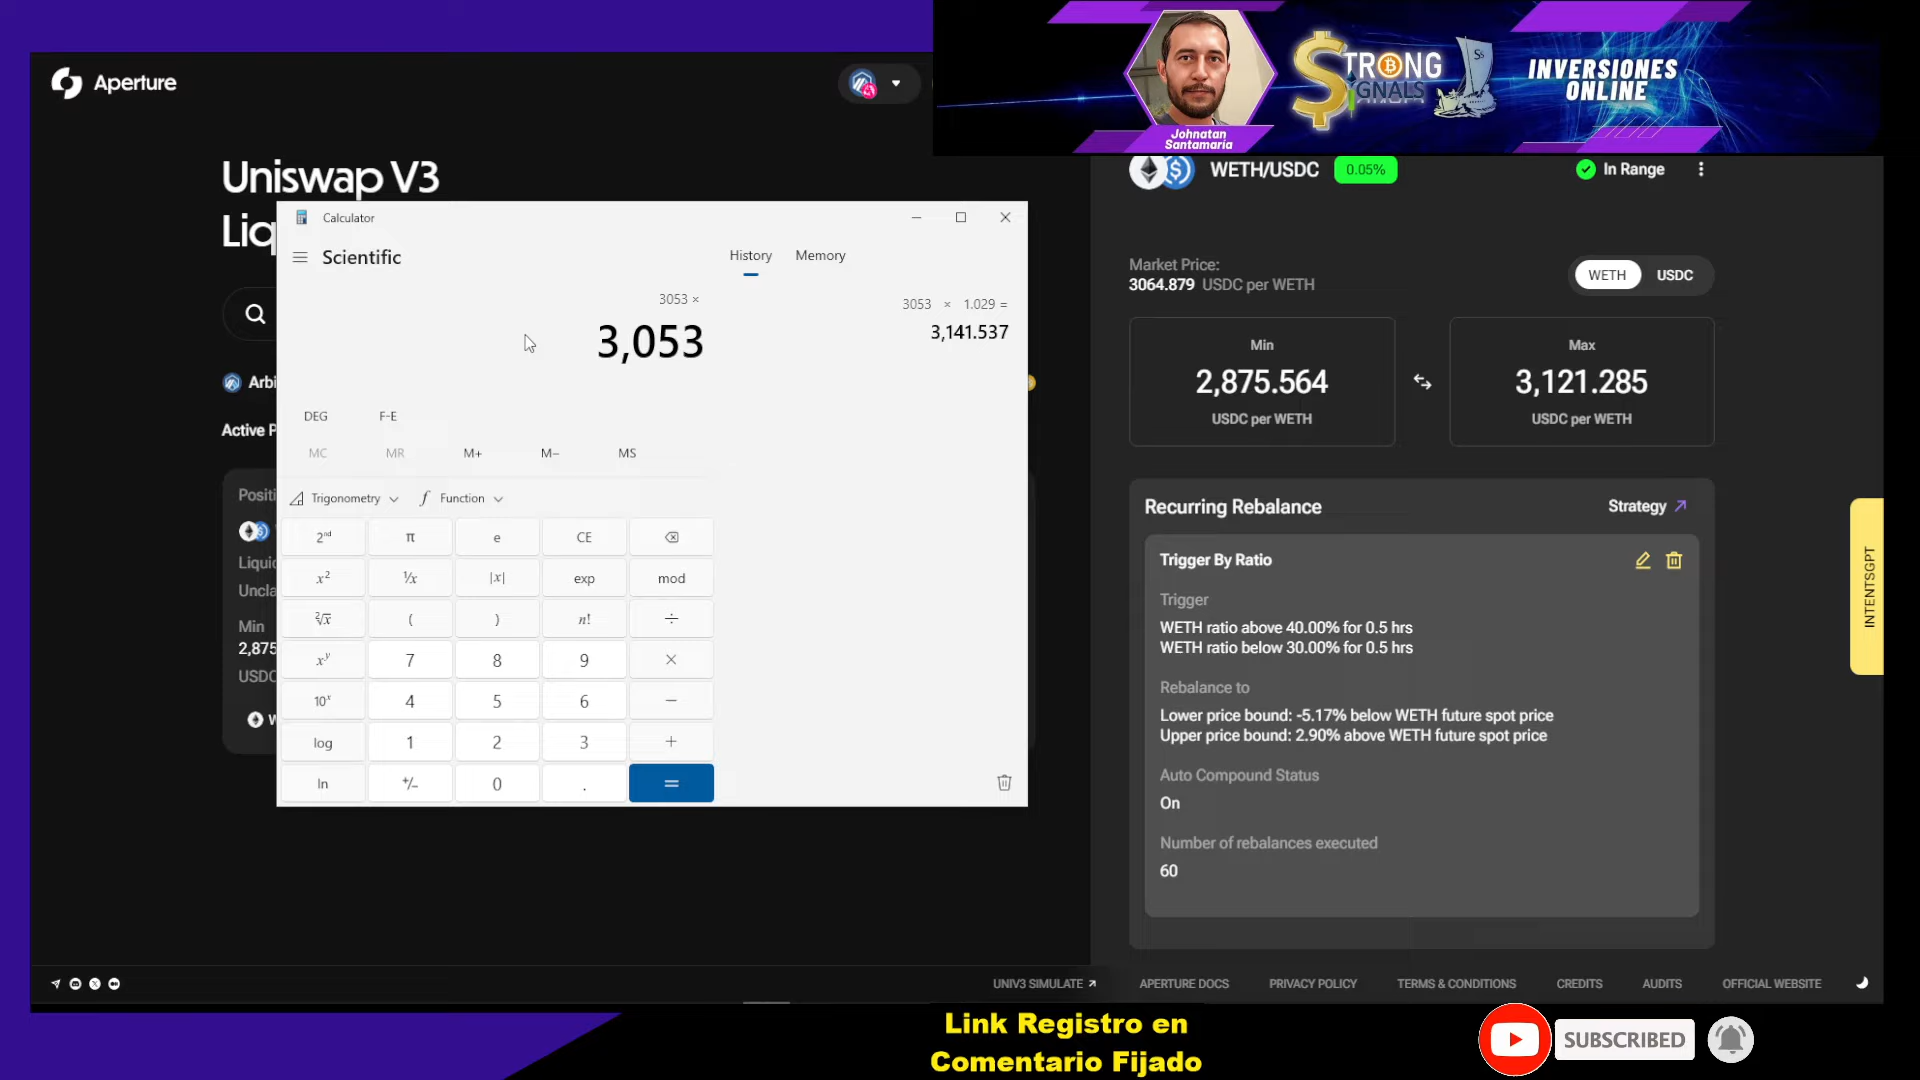 Aperture
Uniswap V3
Liq
Arbi
Active P
Positi
Liquid
Uncla
Min
2,875
USDC
W
Calculator
Scientific
History
Memory
3053 ×
3,053
3053 × 1.029 =
3,141.537
DEG
F-E
MC
MR
M+
M−
MS
Trigonometry
f Function
2nd
π
e
CE
x²
¹/x
|x|
exp
mod
²√x
(
)
n!
÷
xʸ
7
8
9
×
10ˣ
4
5
6
−
log
1
2
3
+
ln
+/−
0
.
=
Johnatan
Santamaria
STRONG
SIGNALS
INVERSIONES
ONLINE
WETH/USDC
0.05%
In Range
Market Price:
3064.879 USDC per WETH
WETH
USDC
Min
2,875.564
USDC per WETH
Max
3,121.285
USDC per WETH
Recurring Rebalance
Strategy
Trigger By Ratio
Trigger
WETH ratio above 40.00% for 0.5 hrs
WETH ratio below 30.00% for 0.5 hrs
Rebalance to
Lower price bound: -5.17% below WETH future spot price
Upper price bound: 2.90% above WETH future spot price
Auto Compound Status
On
Number of rebalances executed
60
INTENTSGPT
UNIV3 SIMULATE
APERTURE DOCS
PRIVACY POLICY
TERMS & CONDITIONS
CREDITS
AUDITS
OFFICIAL WEBSITE
Link Registro en
Comentario Fijado
SUBSCRIBED